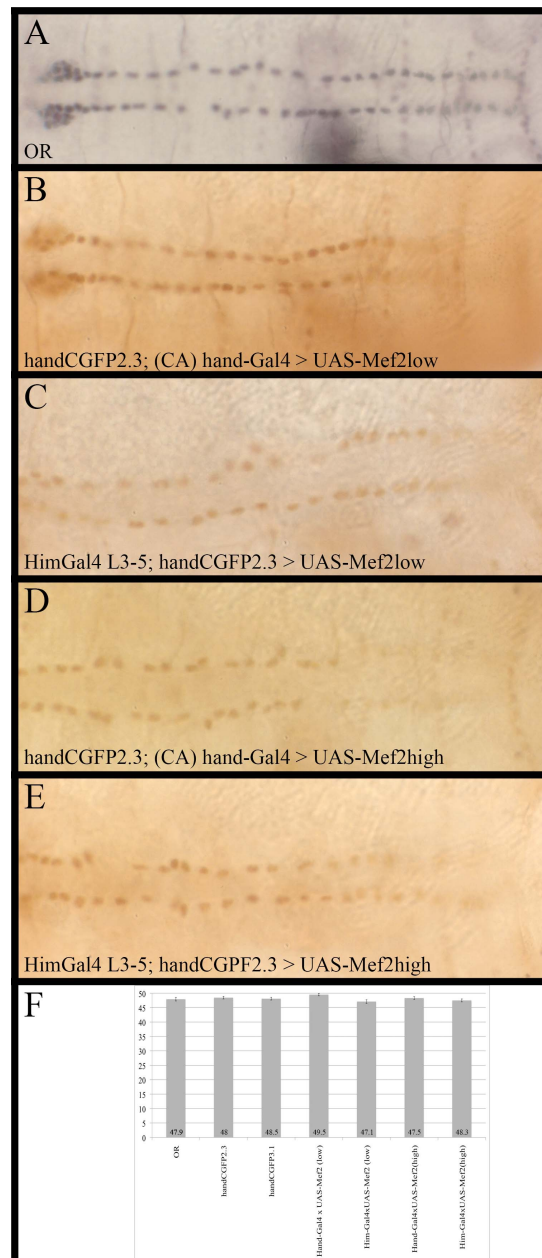 A
OR
B
handCGFP2.3; (CA) hand-Gal4 > UAS-Mef2low
C
HimGal4 L3-5; handCGFP2.3 > UAS-Mef2low
D
handCGFP2.3; (CA) hand-Gal4 > UAS-Mef2high
E
HimGal4 L3-5; handCGPF2.3 > UAS-Mef2high
F
50
45
40
35
30
25
20
15
10
5
0
47.9 48 48.5 49.5 47.1 47.5 48.3
OR
handCGFP2.3
handCGFP3.1
Hand-Gal4 x UAS-Mef2 (low)
Him-Gal4xUAS-Mef2 (low)
Hand-Gal4xUAS-Mef2(high)
Him-Gal4xUAS-Mef2(high)